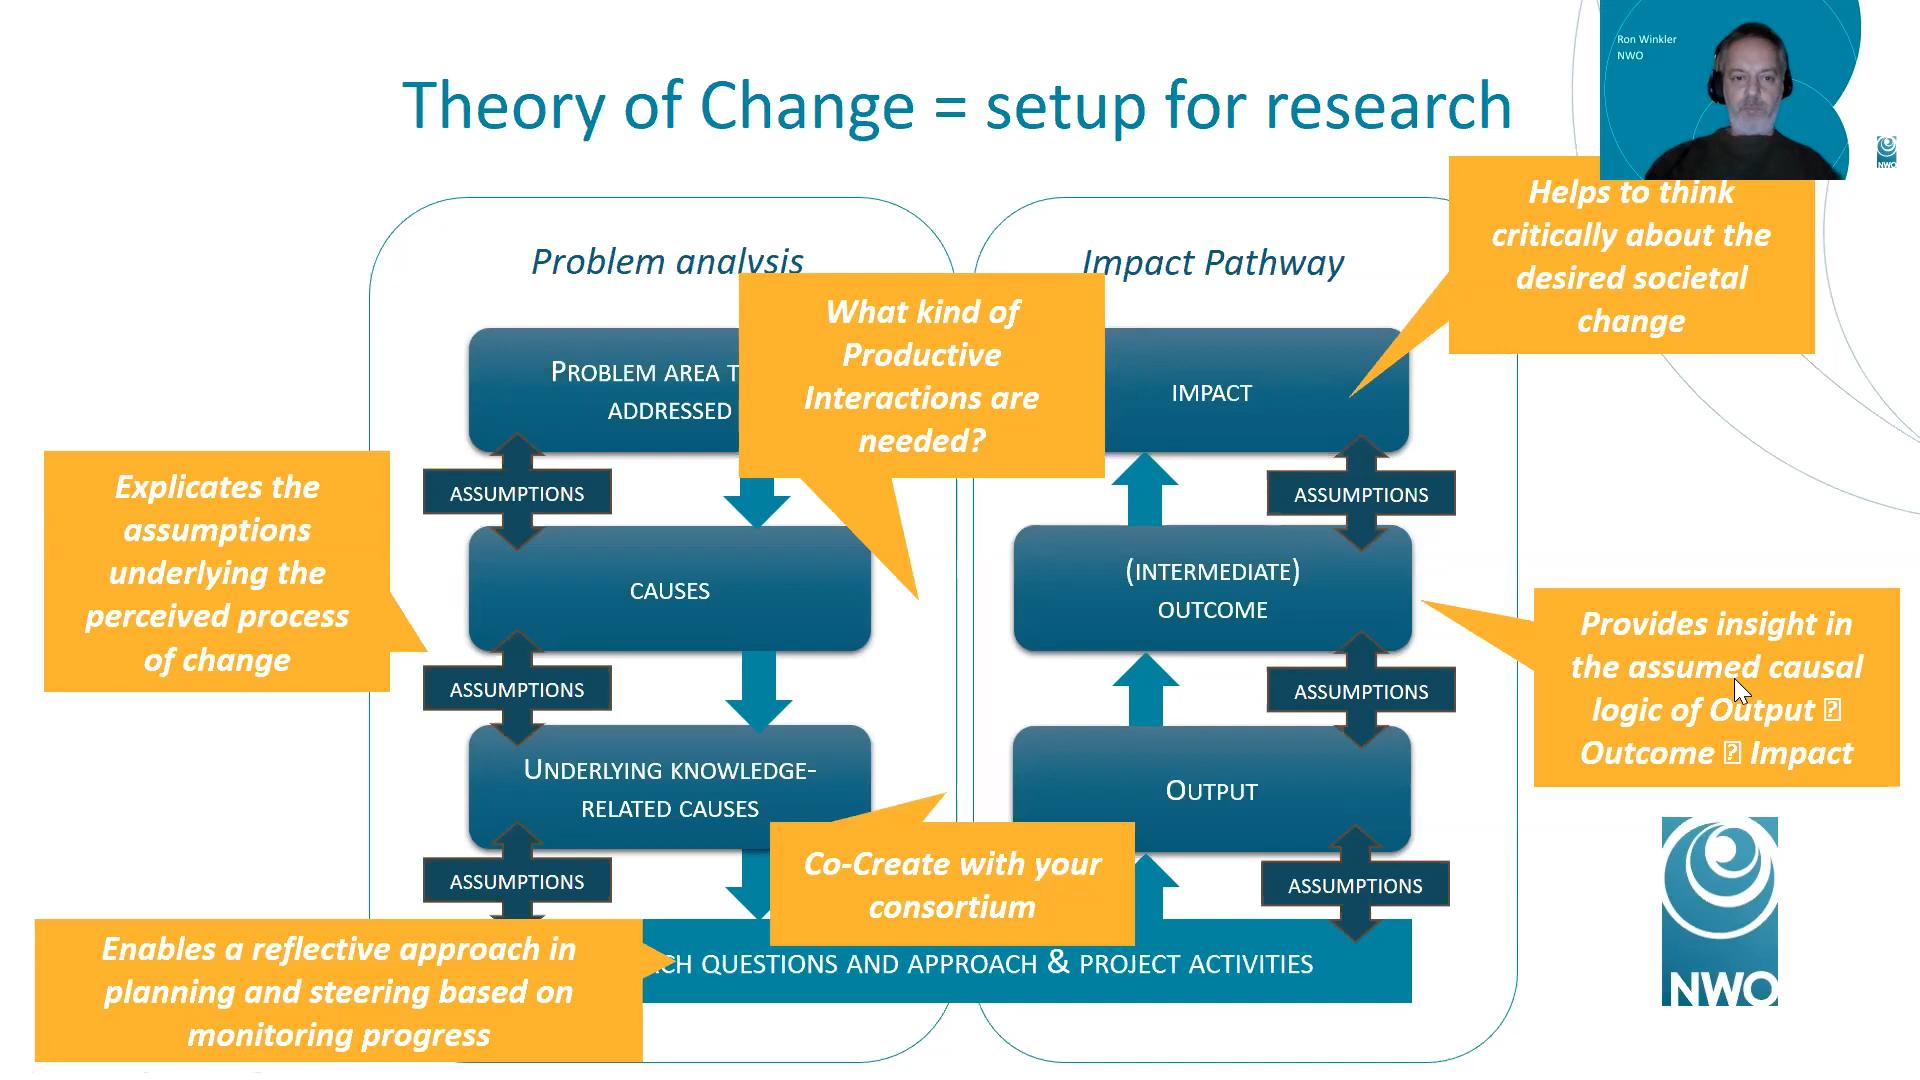 Ron Winkler
NWO
Theory of Change = setup for research
NWO
Helps to think
critically about the
desired societal
change
Problem analysis
Impact Pathway
What kind of
Productive
Interactions are
needed?
PROBLEM AREA T
ADDRESSED
IMPACT
Explicates the
assumptions
underlying the
perceived process
of change
ASSUMPTIONS
ASSUMPTIONS
CAUSES
(INTERMEDIATE)
OUTCOME
Provides insight in
the assumed causal
logic of Output
Outcome Impact
ASSUMPTIONS
ASSUMPTIONS
UNDERLYING KNOWLEDGE-
RELATED CAUSES
OUTPUT
Co-Create with your
consortium
ASSUMPTIONS
ASSUMPTIONS
Enables a reflective approach in
planning and steering based on
monitoring progress
CH QUESTIONS AND APPROACH & PROJECT ACTIVITIES
NWO